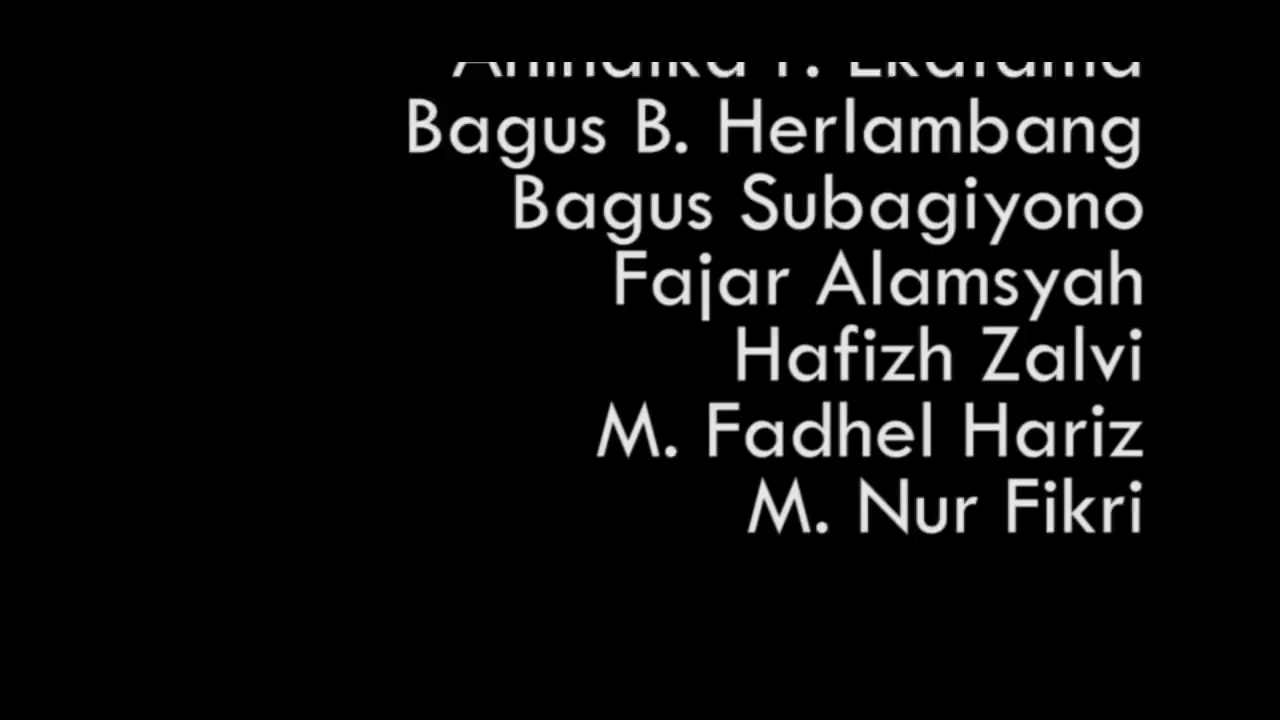 Bagus B. Herlambang
Bagus Subagiyono
Fajar Alamsyah
Hafizh Zalvi
M. Fadhel Hariz
M. Nur Fikri